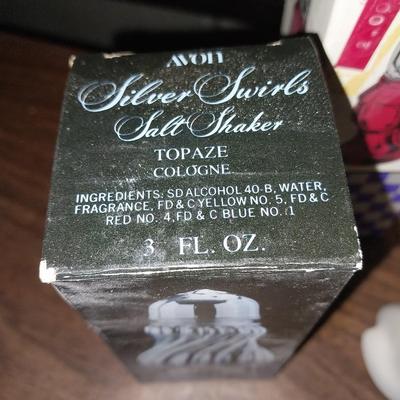 AVON
Silver Swirls
Salt Shaker
TOPAZE
COLOGNE
INGREDIENTS: SD ALCOHOL 40-B, WATER,
FRAGRANCE, FD & C YELLOW NO. 5, FD & C
RED NO. 4, FD & C BLUE NO. 1
3 FL. OZ.